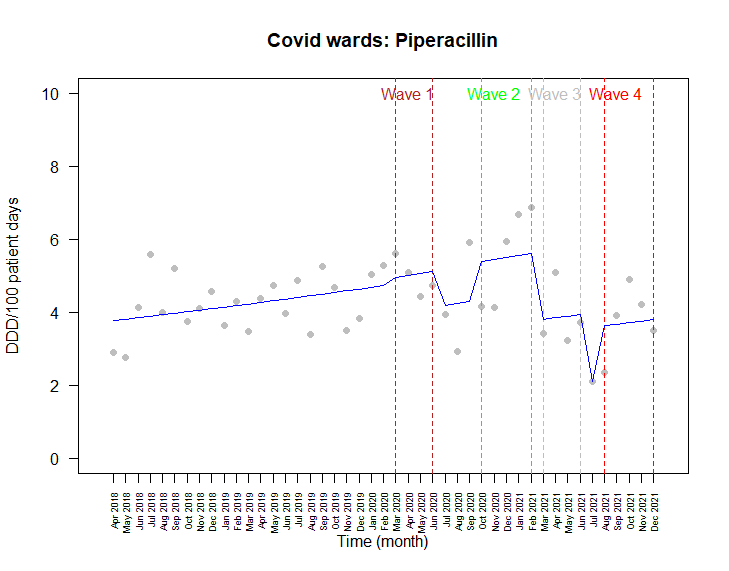 Covid wards: Piperacillin
Wave 1 Wave 2 Wave 3 Wave 4
10
8
6
4
2
0
DDD/100 patient days
Apr 2018 May 2018 Jun 2018 Jul 2018 Aug 2018 Sep 2018 Oct 2018 Nov 2018 Dec 2018 Jan 2019 Feb 2019 Mar 2019 Apr 2019 May 2019 Jun 2019 Jul 2019 Aug 2019 Sep 2019 Oct 2019 Nov 2019 Dec 2019 Jan 2020 Feb 2020 Mar 2020 Apr 2020 May 2020 Jun 2020 Jul 2020 Aug 2020 Sep 2020 Oct 2020 Nov 2020 Dec 2020 Jan 2021 Feb 2021 Mar 2021 Apr 2021 May 2021 Jun 2021 Jul 2021 Aug 2021 Sep 2021 Oct 2021 Nov 2021 Dec 2021
Time (month)